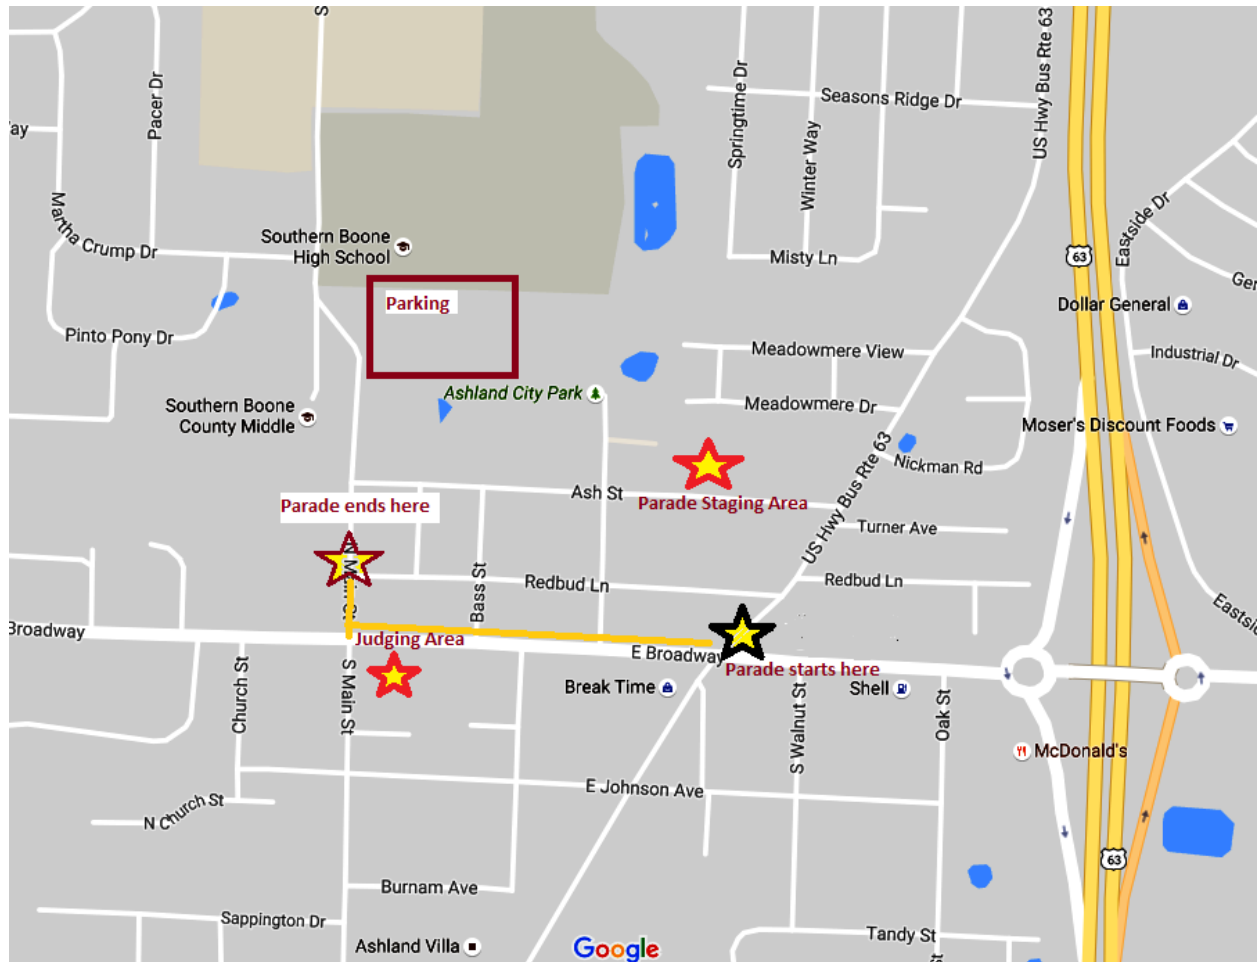 S
Pacer Dr
Springtime Dr
Seasons Ridge Dr
US Hwy Bus Rte 63
Winter Way
ay
Martha Crump Dr
Eastside Dr
Southern Boone
High School
Misty Ln
63
Ger
Parking
Dollar General
Pinto Pony Dr
Meadowmere View
Industrial Dr
Ashland City Park
Meadowmere Dr
Southern Boone
County Middle
Moser's Discount Foods
Nickman Rd
Ash St
Parade Staging Area
Parade ends here
US Hwy Bus Rte 63
Turner Ave
N Main St
Bass St
Redbud Ln
Redbud Ln
Eastsi
Broadway
Judging Area
E Broadway
Parade starts here
Church St
S Main St
Break Time
Shell
S Walnut St
Oak St
McDonald's
E Johnson Ave
N Church St
63
Burnam Ave
Sappington Dr
Ashland Villa
Google
Tandy St
St